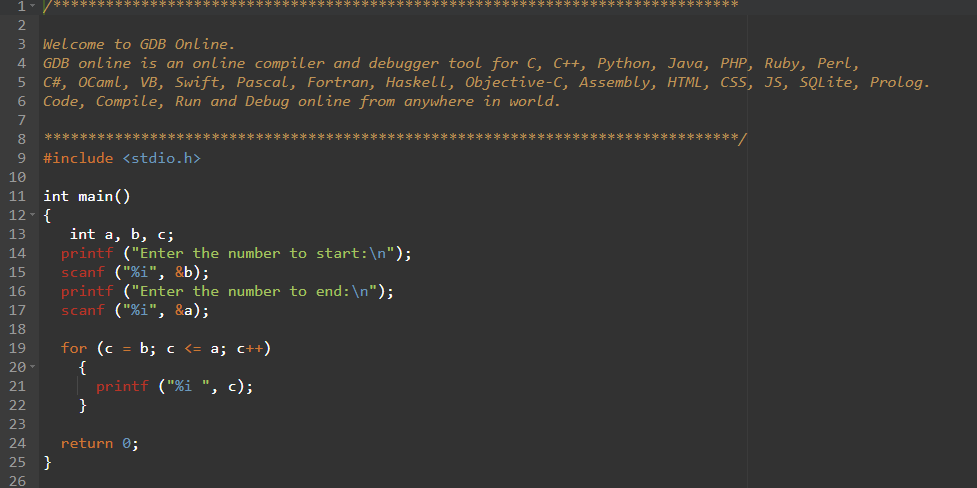 1 /******************************************************************************
2
3 Welcome to GDB Online.
4 GDB online is an online compiler and debugger tool for C, C++, Python, Java, PHP, Ruby, Perl,
5 C#, OCaml, VB, Swift, Pascal, Fortran, Haskell, Objective-C, Assembly, HTML, CSS, JS, SQLite, Prolog.
6 Code, Compile, Run and Debug online from anywhere in world.
7
8 *******************************************************************************/
9 #include <stdio.h>
10
11 int main()
12 {
13    int a, b, c;
14   printf ("Enter the number to start:\n");
15   scanf ("%i", &b);
16   printf ("Enter the number to end:\n");
17   scanf ("%i", &a);
18
19   for (c = b; c <= a; c++)
20     {
21       printf ("%i ", c);
22     }
23
24   return 0;
25 }
26